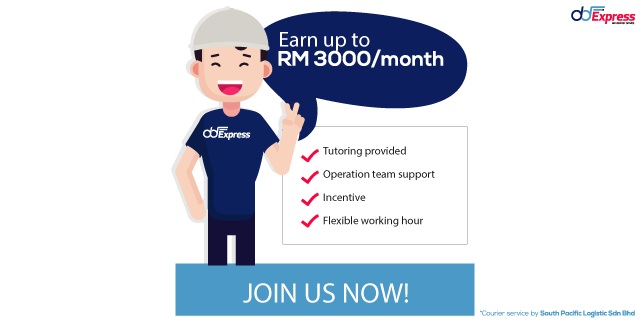 dbExpress
Earn up to
RM 3000/month
dbExpress
Tutoring provided
Operation team support
Incentive
Flexible working hour
JOIN US NOW!
*Courier service by South Pacific Logistic Sdn Bhd